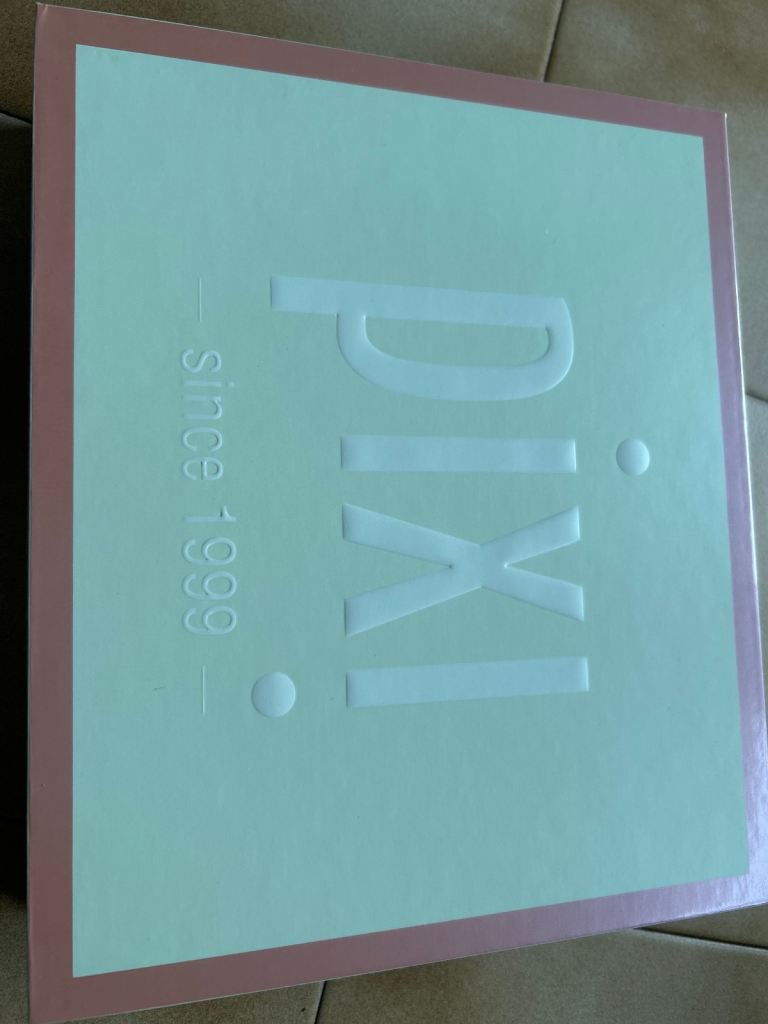 pixi
— since 1999 —